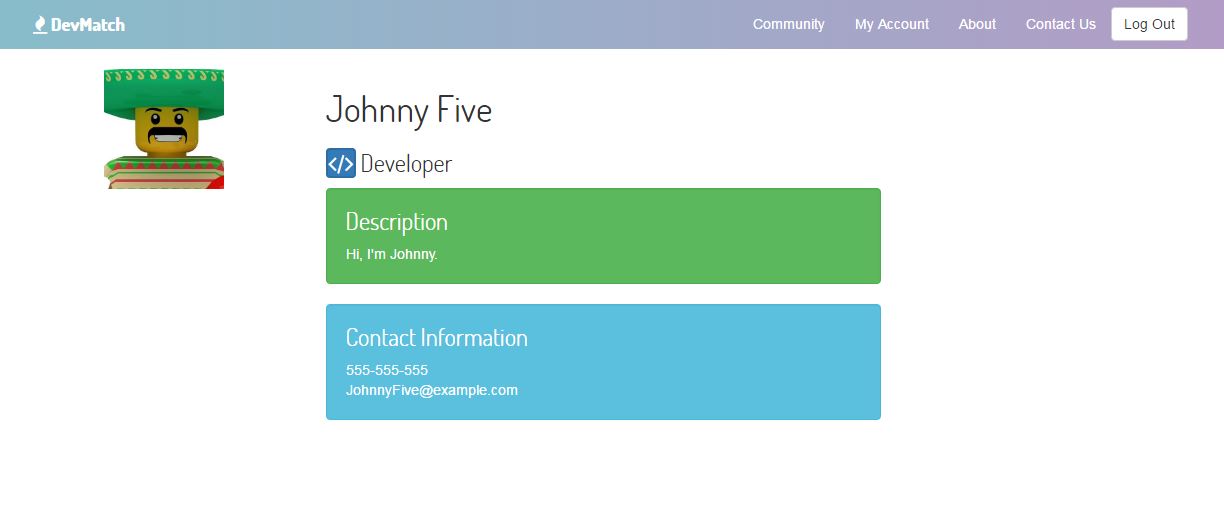 DevMatch
Community My Account About Contact Us Log Out
Johnny Five
</> Developer
Description
Hi, I'm Johnny.
Contact Information
555-555-555
JohnnyFive@example.com